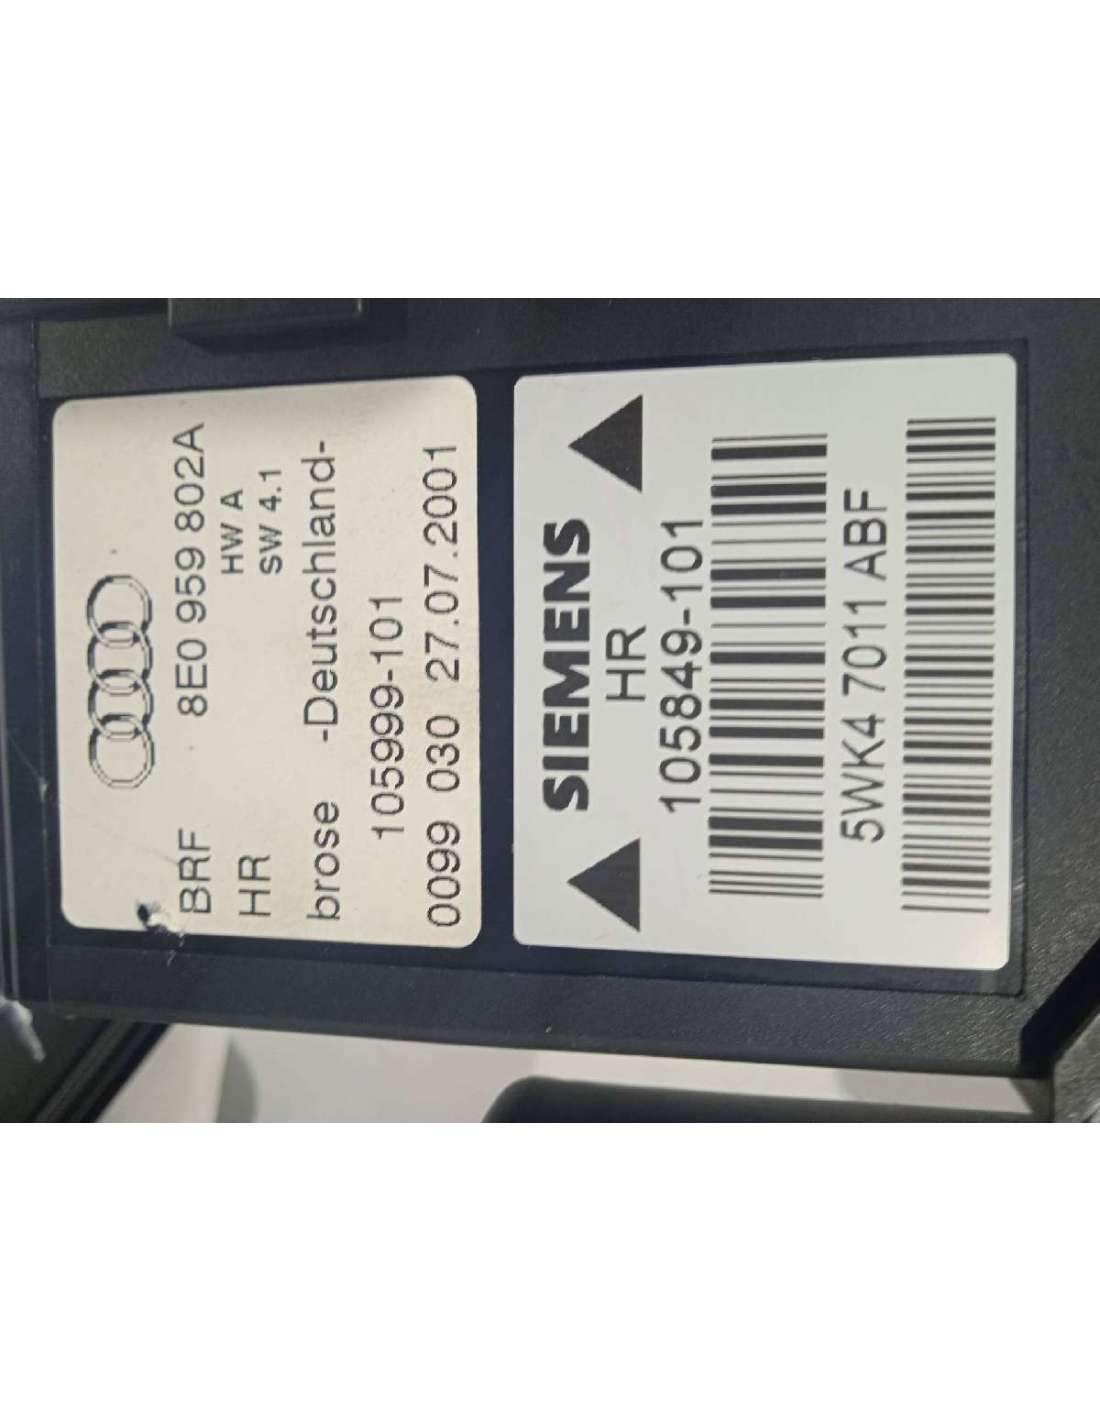 BRF 8E0 959 802A
HW A
HR SW 4.1
brose -Deutschland-
105999-101
0099 030 27.07.2001
SIEMENS
HR
105849-101
5WK4 7011 ABF